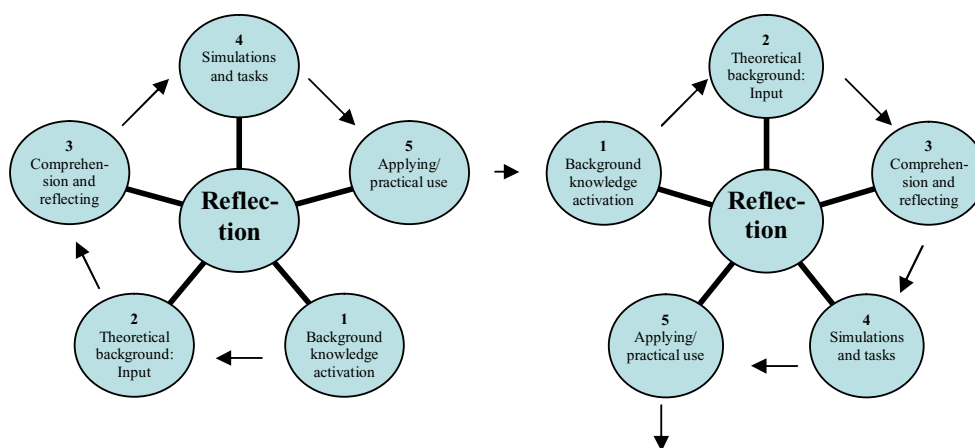 4
Simulations
and tasks
3
Comprehen-
sion and
reflecting
5
Applying/
practical use
Reflec-
tion
2
Theoretical
background:
Input
1
Background
knowledge
activation
2
Theoretical
background:
Input
1
Background
knowledge
activation
3
Comprehen-
sion and
reflecting
Reflec-
tion
5
Applying/
practical use
4
Simulations
and tasks